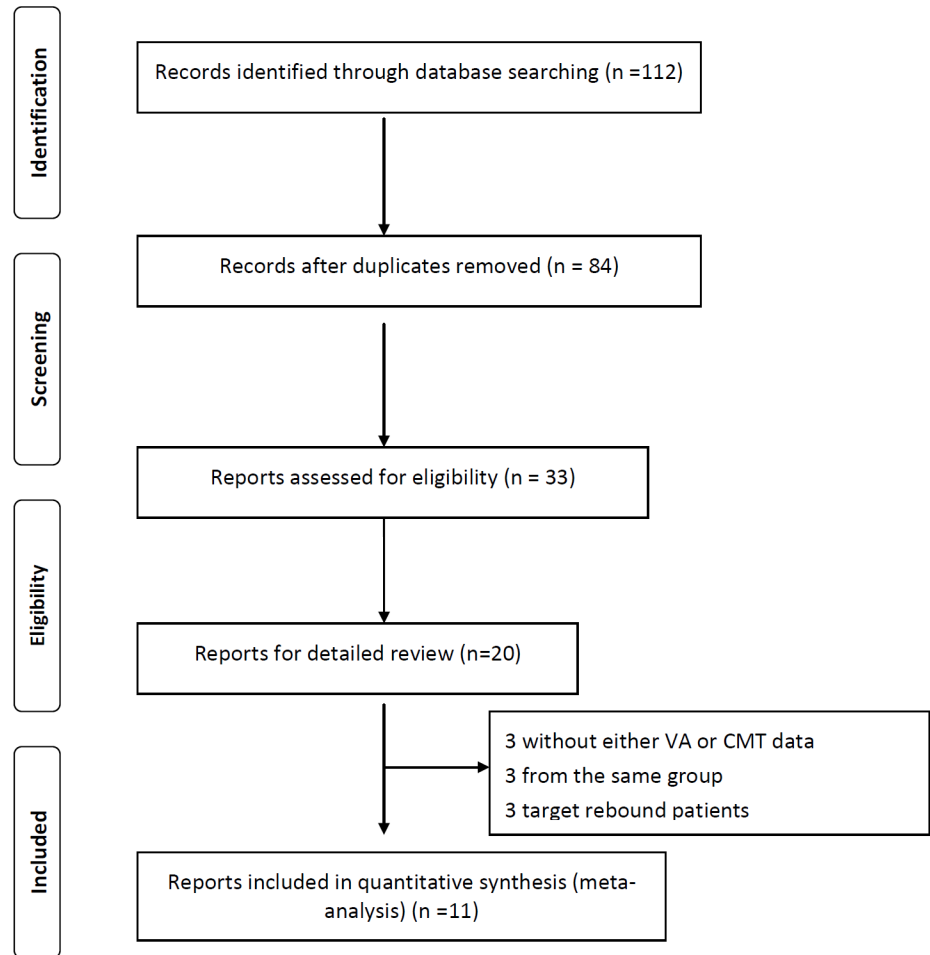 Identification
Records identified through database searching (n =112)
Records after duplicates removed (n = 84)
Screening
Reports assessed for eligibility (n = 33)
Eligibility
Reports for detailed review (n=20)
3 without either VA or CMT data
3 from the same group
3 target rebound patients
Included
Reports included in quantitative synthesis (meta-
analysis) (n =11)